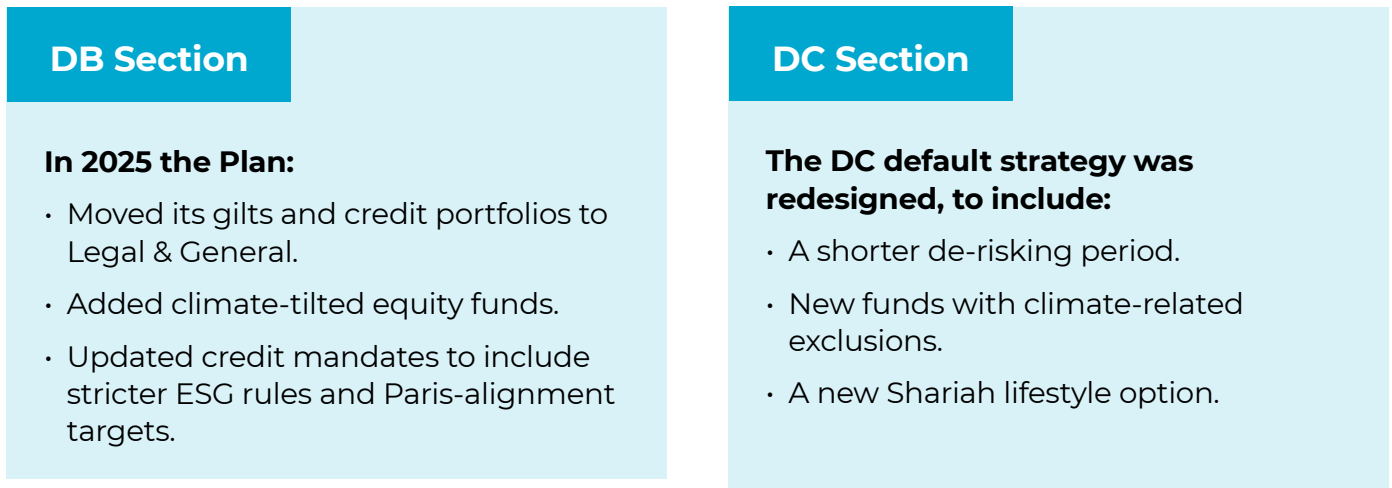 DB Section
In 2025 the Plan:
· Moved its gilts and credit portfolios to
Legal & General.
· Added climate-tilted equity funds.
· Updated credit mandates to include
stricter ESG rules and Paris-alignment
targets.
DC Section
The DC default strategy was
redesigned, to include:
· A shorter de-risking period.
· New funds with climate-related
exclusions.
· A new Shariah lifestyle option.